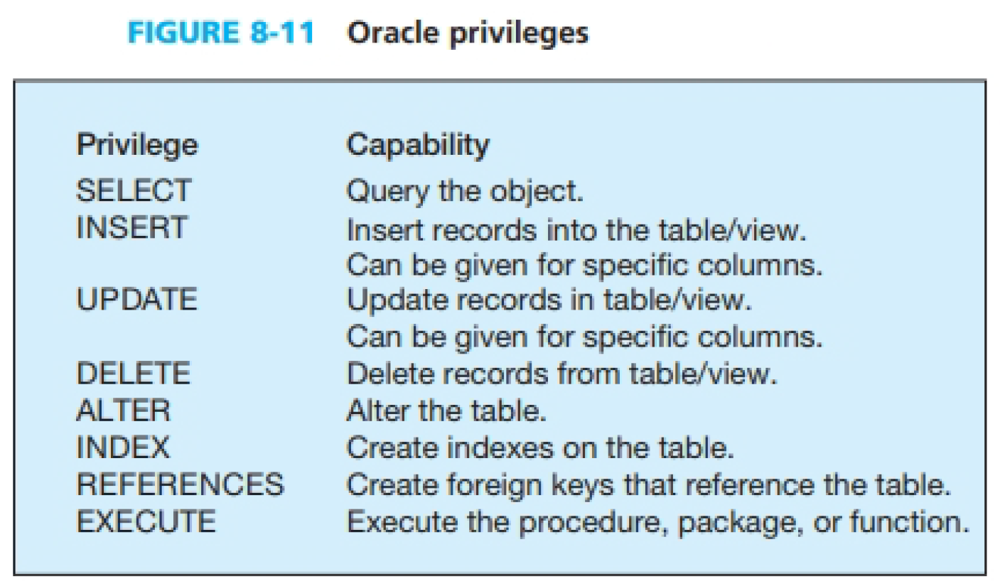 FIGURE 8-11 Oracle privileges
Privilege Capability
SELECT Query the object.
INSERT Insert records into the table/view.
Can be given for specific columns.
UPDATE Update records in table/view.
Can be given for specific columns.
DELETE Delete records from table/view.
ALTER Alter the table.
INDEX Create indexes on the table.
REFERENCES Create foreign keys that reference the table.
EXECUTE Execute the procedure, package, or function.